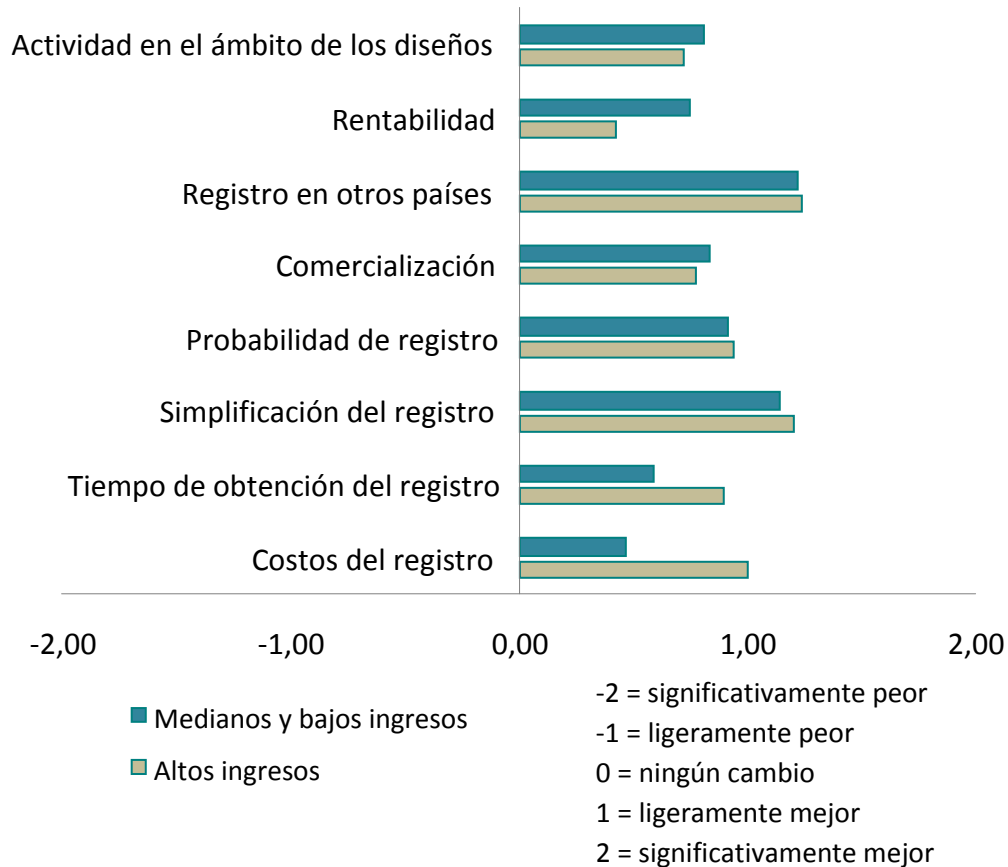 Actividad en el ámbito de los diseños
Rentabilidad
Registro en otros países
Comercialización
Probabilidad de registro
Simplificación del registro
Tiempo de obtención del registro
Costos del registro
-2,00 -1,00 0,00 1,00 2,00
Medianos y bajos ingresos
Altos ingresos
-2 = significativamente peor
-1 = ligeramente peor
0 = ningún cambio
1 = ligeramente mejor
2 = significativamente mejor